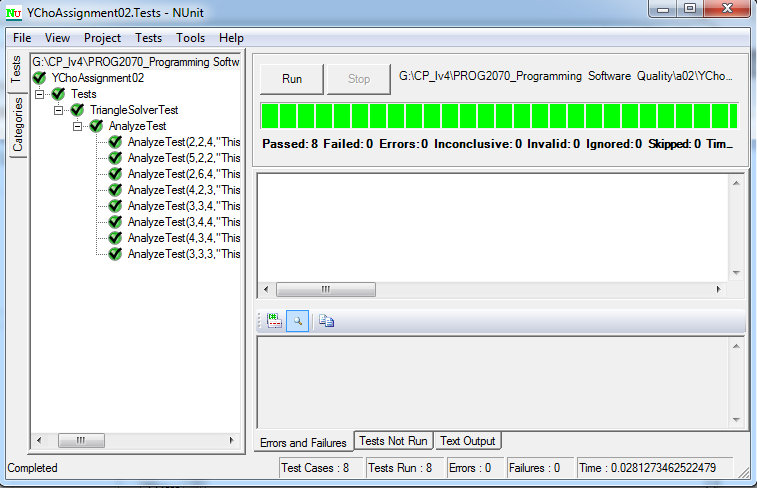 YChoAssignment02.Tests - NUnit
File View Project Tests Tools Help
Tests
Categories
G:\CP_lv4\PROG2070_Programming Softw
YChoAssignment02
Tests
TriangleSolverTest
AnalyzeTest
AnalyzeTest(2,2,4,"This
AnalyzeTest(5,2,2,"This
AnalyzeTest(2,6,4,"This
AnalyzeTest(4,2,3,"This
AnalyzeTest(3,3,4,"This
AnalyzeTest(3,4,4,"This
AnalyzeTest(4,3,4,"This
AnalyzeTest(3,3,3,"This
Run Stop G:\CP_lv4\PROG2070_Programming Software Quality\a02\YCho...
Passed: 8 Failed: 0 Errors: 0 Inconclusive: 0 Invalid: 0 Ignored: 0 Skipped: 0 Tim...
Errors and Failures Tests Not Run Text Output
Completed Test Cases : 8 Tests Run : 8 Errors : 0 Failures : 0 Time : 0.0281273462522479